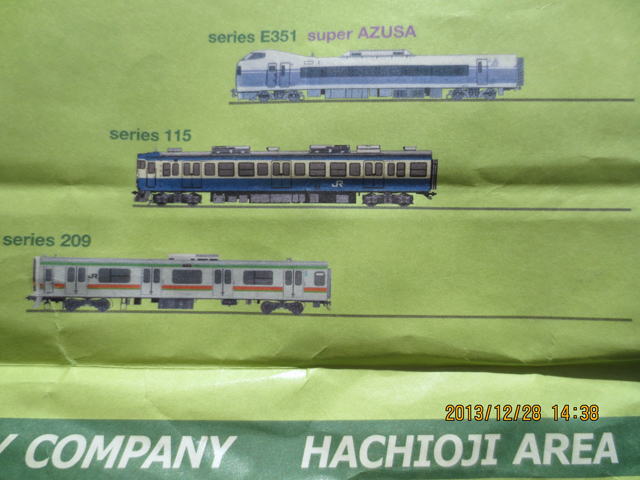 series E351 super AZUSA
series 115
JR
series 209
JR
2013/12/28 14:38
Y COMPANY HACHIOJI AREA